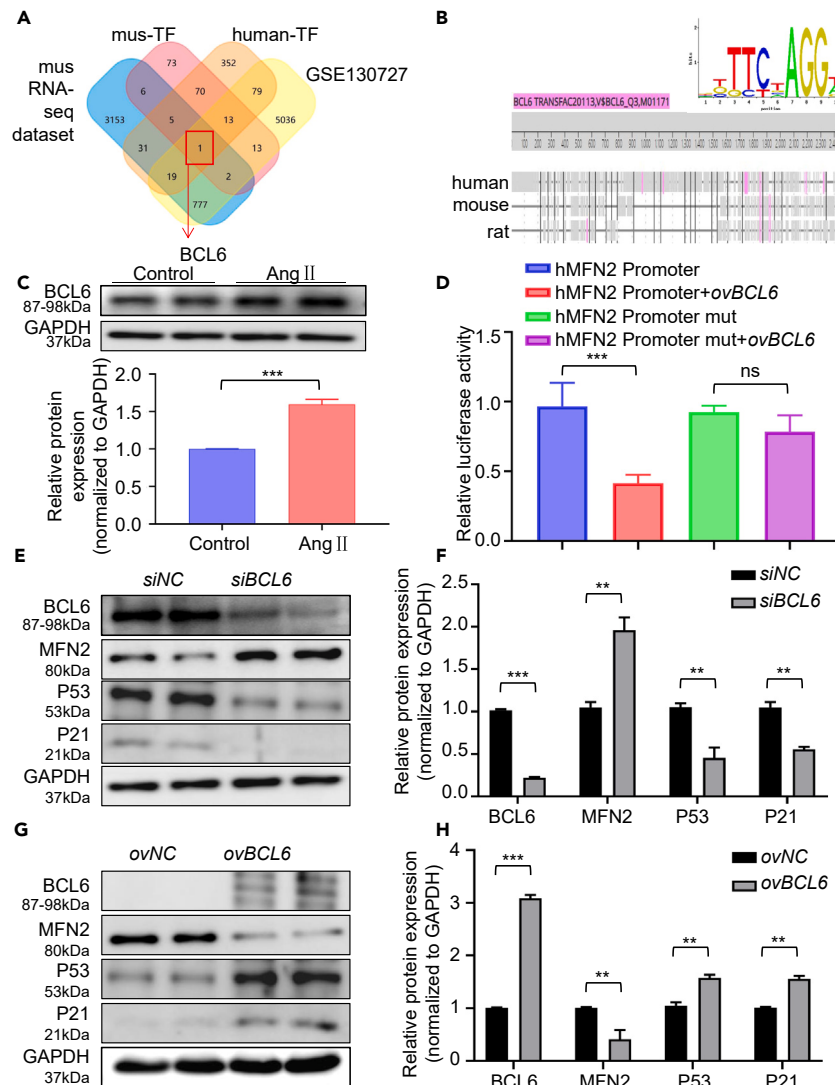 A
mus-TF
human-TF
mus
RNA-
seq
dataset
GSE130727
73
352
6
70
79
3153
5
13
5036
31
1
13
19
2
777
BCL6
B
BCL6 TRANSFAC20113,V$BCL6_Q3,M01171
human
mouse
rat
C
Control
Ang Ⅱ
BCL6
87-98kDa
GAPDH
37kDa
Relative protein
expression
(normalized to GAPDH)
2.0
1.5
1.0
0.5
0.0
***
Control
Ang Ⅱ
D
hMFN2 Promoter
hMFN2 Promoter+ovBCL6
hMFN2 Promoter mut
hMFN2 Promoter mut+ovBCL6
Relative luciferase activity
1.5
1.0
0.5
0.0
***
ns
E
siNC
siBCL6
BCL6
87-98kDa
MFN2
80kDa
P53
53kDa
P21
21kDa
GAPDH
37kDa
F
siNC
siBCL6
Relative protein expression
(normalized to GAPDH)
2.5
2.0
1.5
1.0
0.5
0.0
***
**
**
**
BCL6
MFN2
P53
P21
G
ovNC
ovBCL6
BCL6
87-98kDa
MFN2
80kDa
P53
53kDa
P21
21kDa
GAPDH
37kDa
H
ovNC
ovBCL6
Relative protein expression
(normalized to GAPDH)
4
3
2
1
0
***
**
**
**
BCL6
MFN2
P53
P21